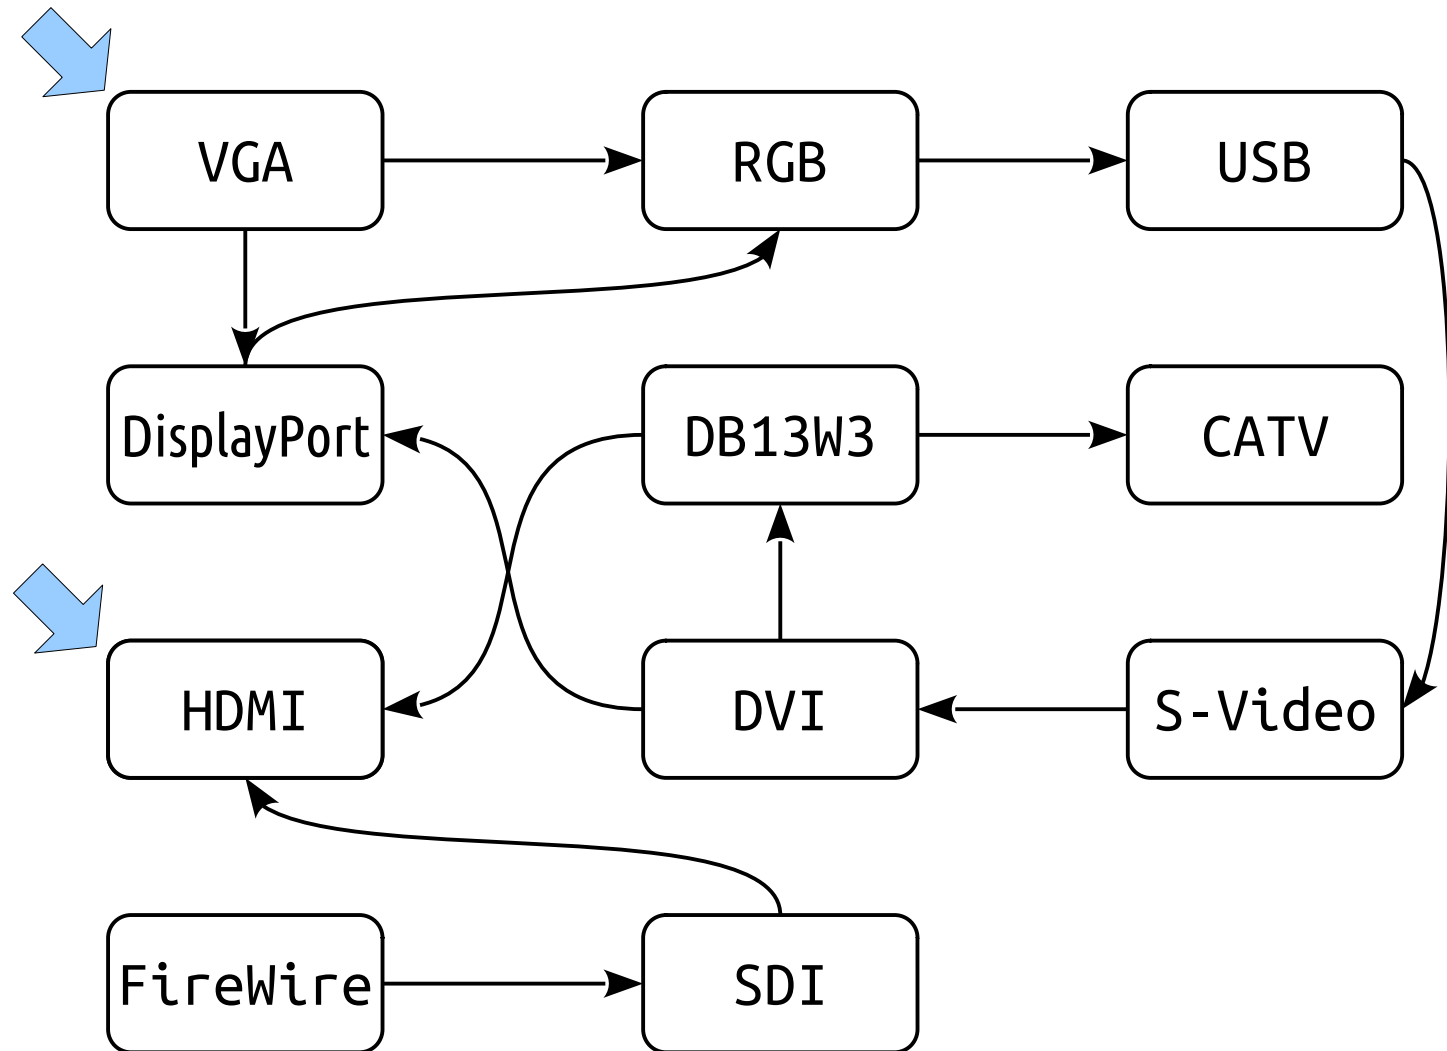 VGA
RGB
USB
DisplayPort
DB13W3
CATV
HDMI
DVI
S-Video
FireWire
SDI